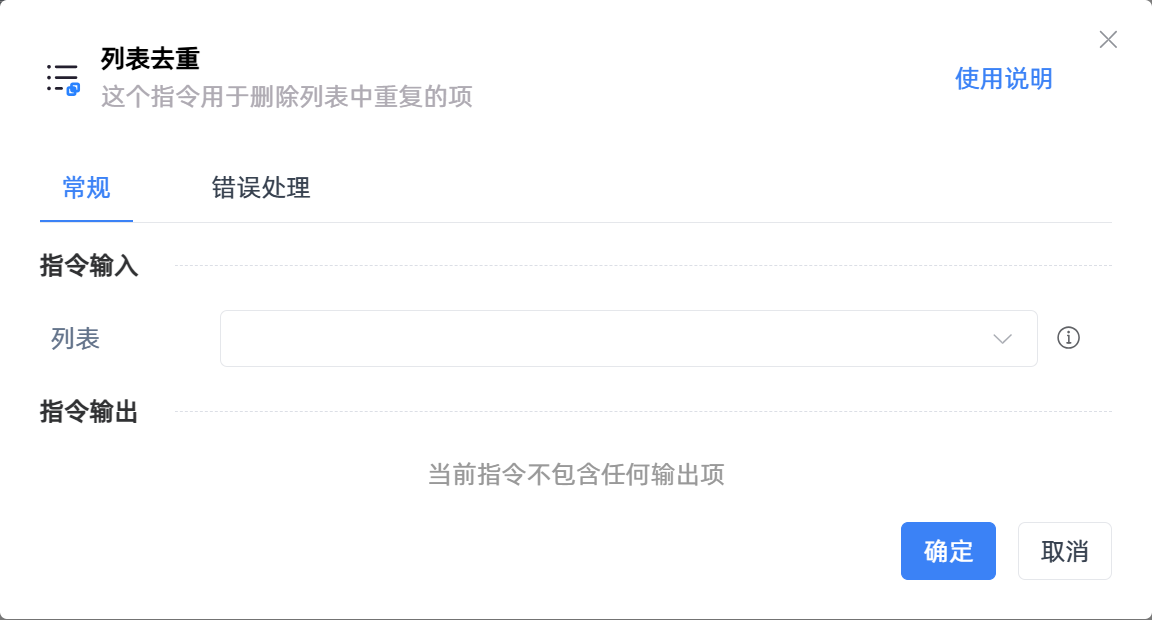 列表去重
这个指令用于删除列表中重复的项
使用说明
常规
错误处理
指令输入
列表
指令输出
当前指令不包含任何输出项
确定
取消